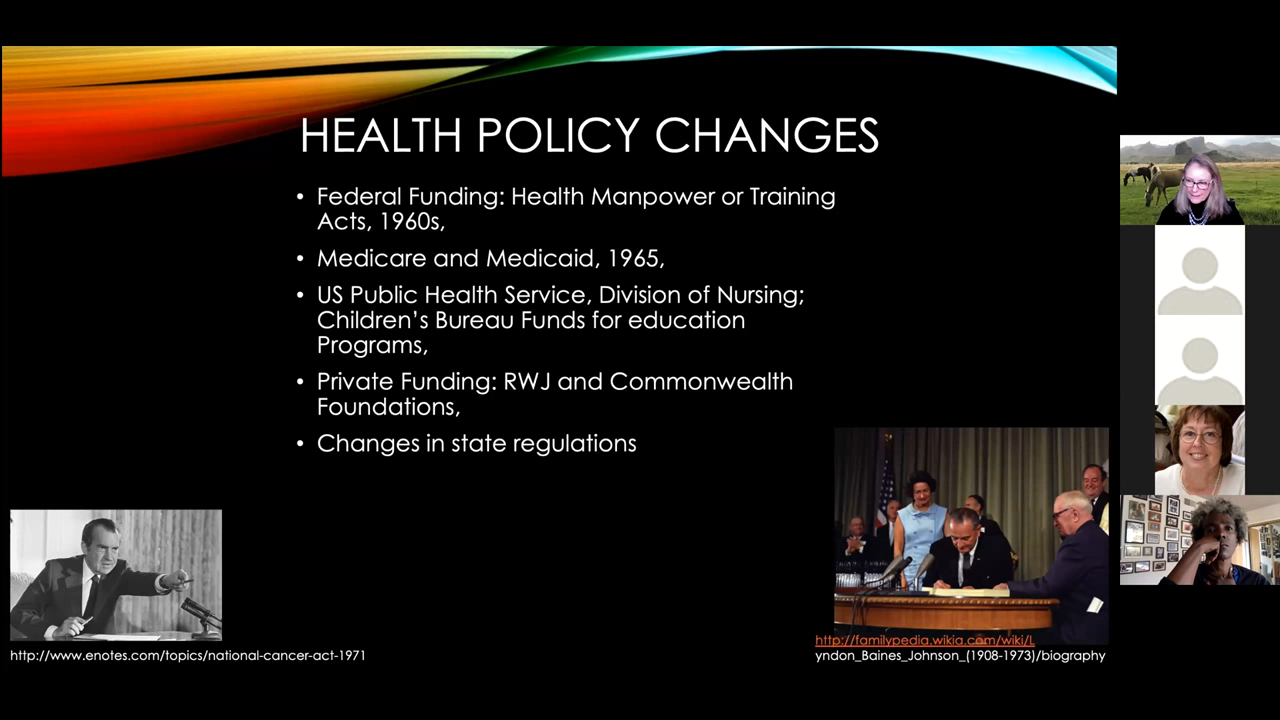 HEALTH POLICY CHANGES
• Federal Funding: Health Manpower or Training
Acts, 1960s,
• Medicare and Medicaid, 1965,
• US Public Health Service, Division of Nursing;
Children's Bureau Funds for education
Programs,
• Private Funding: RWJ and Commonwealth
Foundations,
• Changes in state regulations
http://www.enotes.com/topics/national-cancer-act-1971
http://familypedia.wikia.com/wiki/L
yndon_Baines_Johnson_(1908-1973)/biography